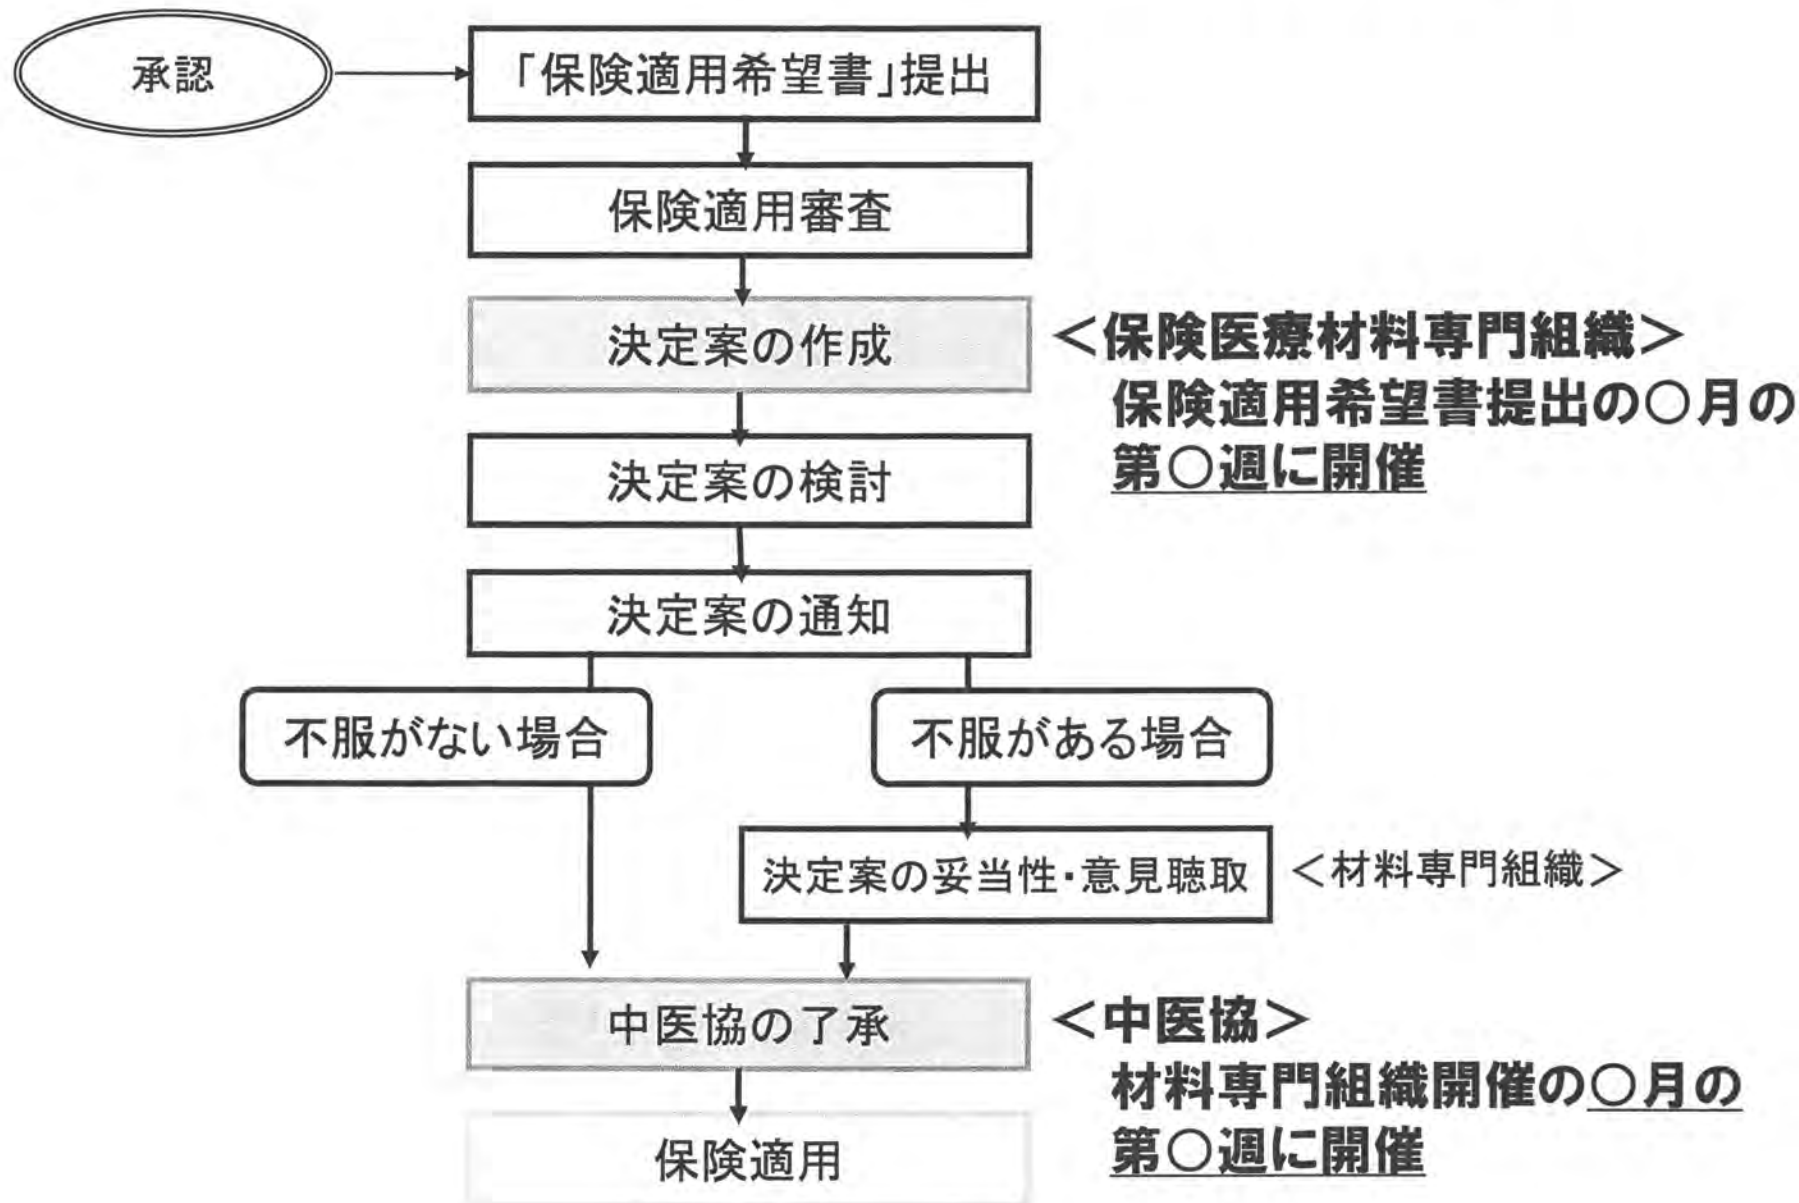 承認
「保険適用希望書」提出
保険適用審査
決定案の作成
＜保険医療材料専門組織＞
保険適用希望書提出の〇月の
第〇週に開催
決定案の検討
決定案の通知
不服がない場合
不服がある場合
決定案の妥当性・意見聴取
＜材料専門組織＞
中医協の了承
＜中医協＞
材料専門組織開催の〇月の
第〇週に開催
保険適用